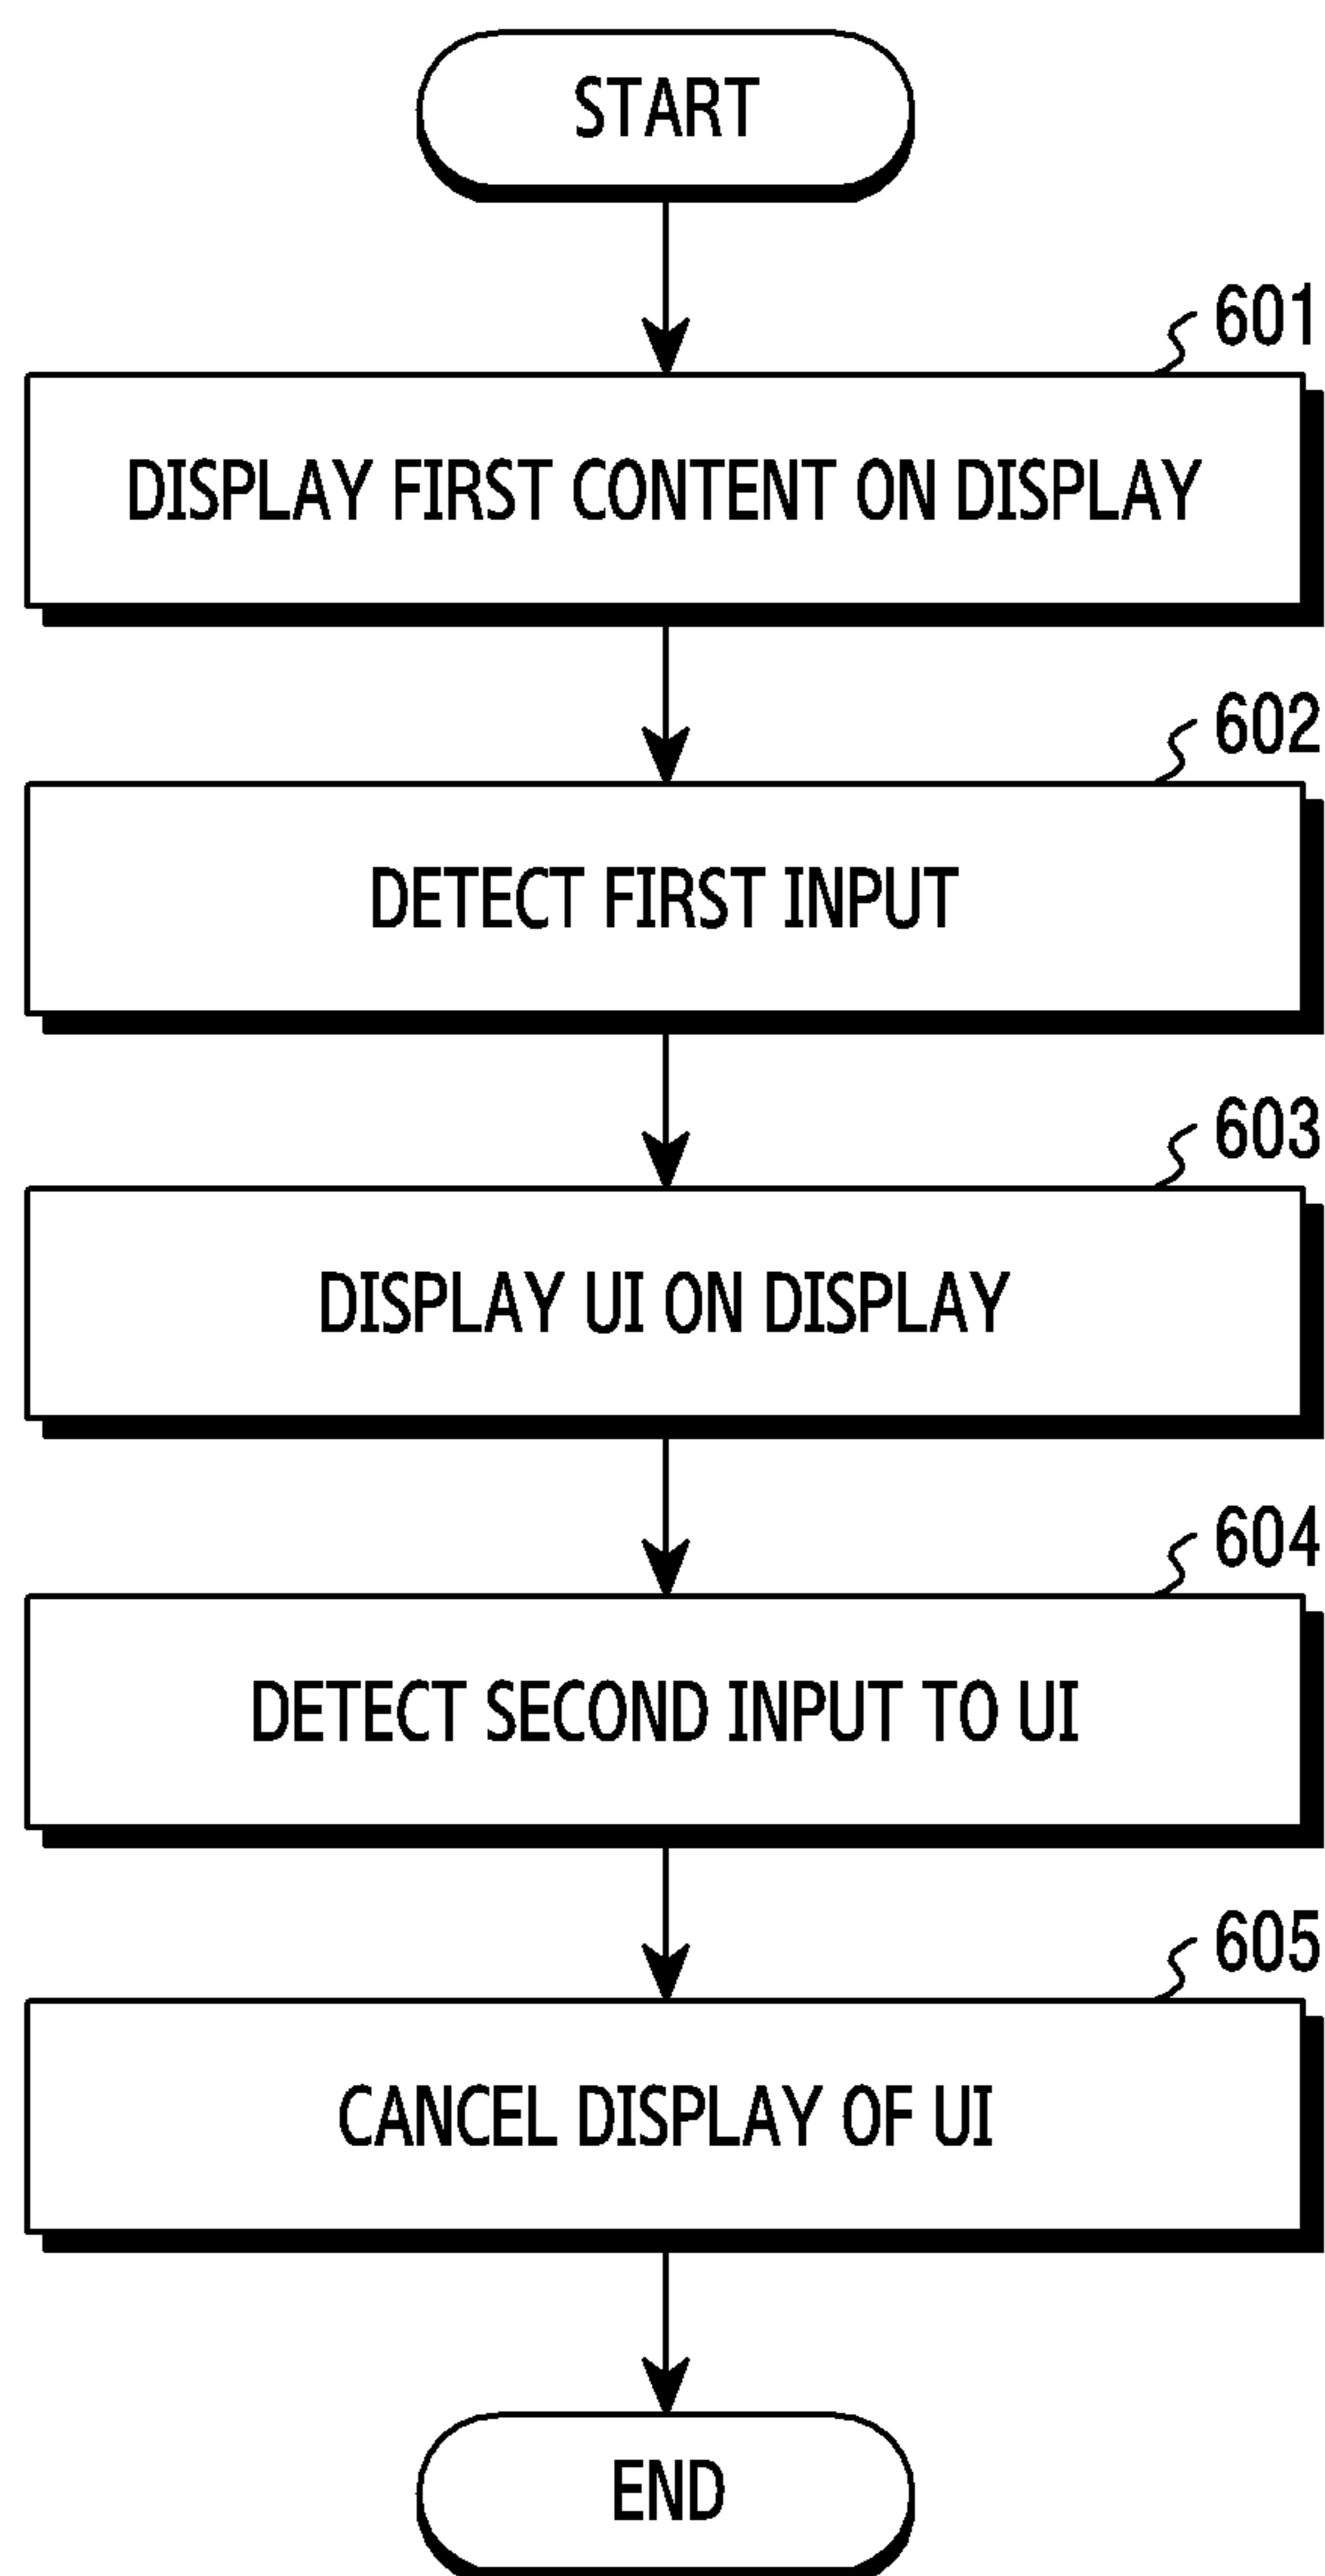 START
601
DISPLAY FIRST CONTENT ON DISPLAY
602
DETECT FIRST INPUT
603
DISPLAY UI ON DISPLAY
604
DETECT SECOND INPUT TO UI
605
CANCEL DISPLAY OF UI
END